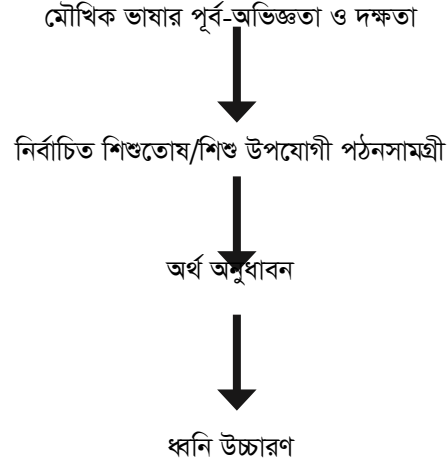 মৌখিক ভাষার পূর্ব-অভিজ্ঞতা ও দক্ষতা
নির্বাচিত শিশুতোষ/শিশু উপযোগী পঠনসামগ্রী
অর্থ অনুধাবন
ধ্বনি উচ্চারণ